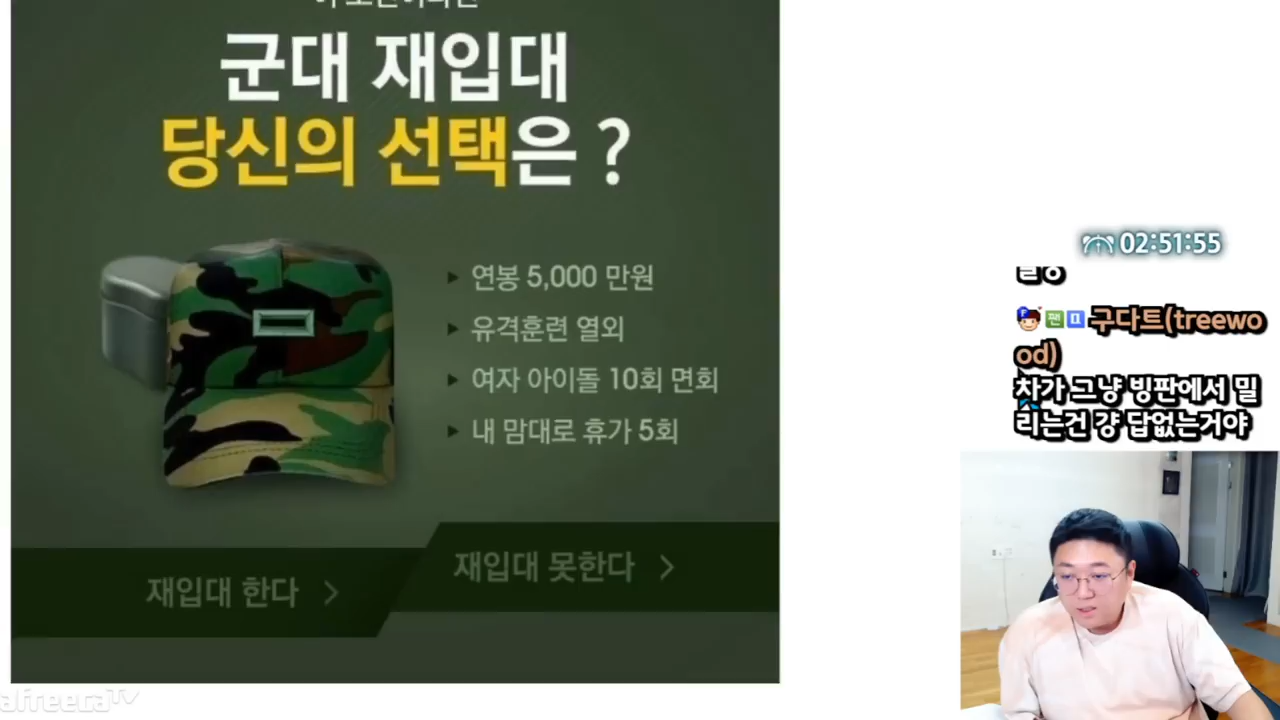 군대 재입대
당신의 선택은 ?
연봉 5,000 만원
유격훈련 열외
여자 아이돌 10회 면회
내 맘대로 휴가 5회
재입대 한다 >
재입대 못한다 >
afreecaTV
02:51:55
구다트(treewo
od)
차가 그냥 빙판에서 밀
리는건 걍 답없는거야